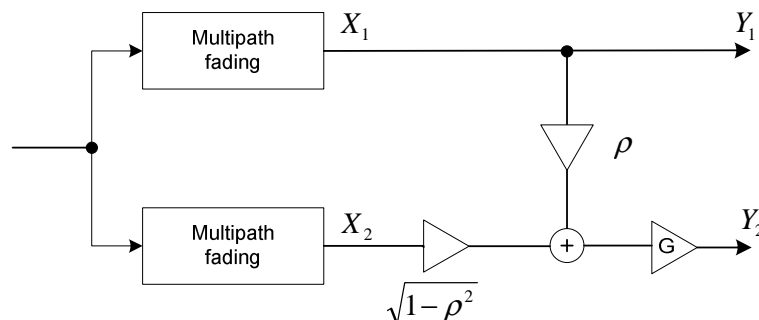 Multipath
fading
X₁
Y₁
ρ
Multipath
fading
X₂
√(1−ρ²)
+
G
Y₂